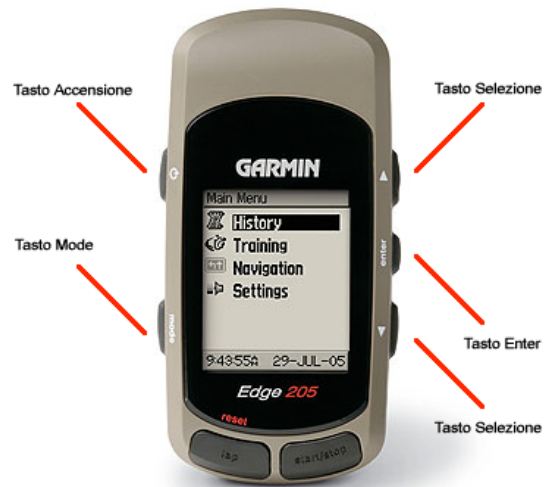 Tasto Accensione
Tasto Selezione
GARMIN
Main Menu
History
Training
Navigation
Settings
Tasto Mode
mode
enter
Tasto Enter
9:43:55A 29-JUL-05
Edge 205
Tasto Selezione
reset
lap
start/stop